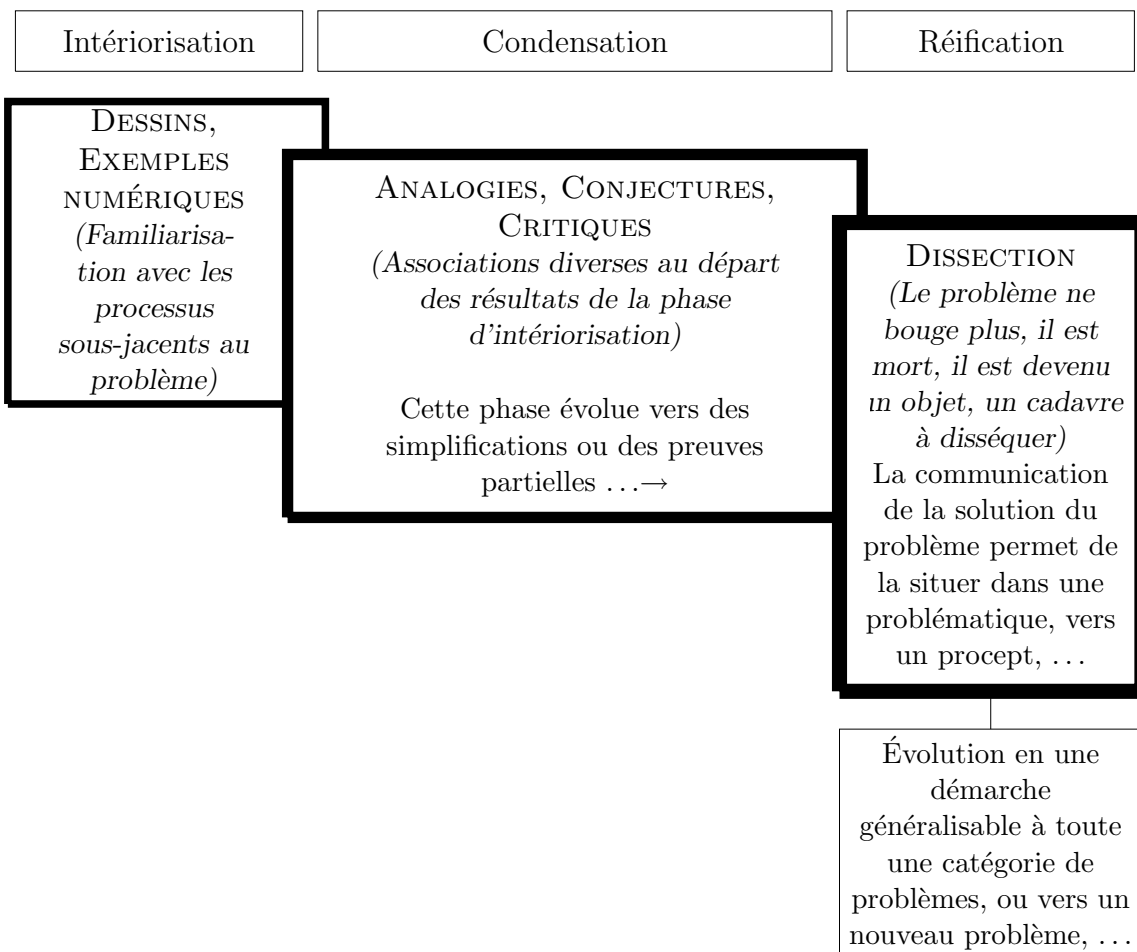 Intériorisation
Condensation
Réification
DESSINS,
EXEMPLES
NUMÉRIQUES
(Familiarisa-
tion avec les
processus
sous-jacents au
problème)
ANALOGIES, CONJECTURES,
CRITIQUES
(Associations diverses au départ
des résultats de la phase
d'intériorisation)
Cette phase évolue vers des
simplifications ou des preuves
partielles ...→
DISSECTION
(Le problème ne
bouge plus, il est
mort, il est devenu
un objet, un cadavre
à disséquer)
La communication
de la solution du
problème permet de
la situer dans une
problématique, vers
un procept, ...
Évolution en une
démarche
généralisable à toute
une catégorie de
problèmes, ou vers un
nouveau problème, ...